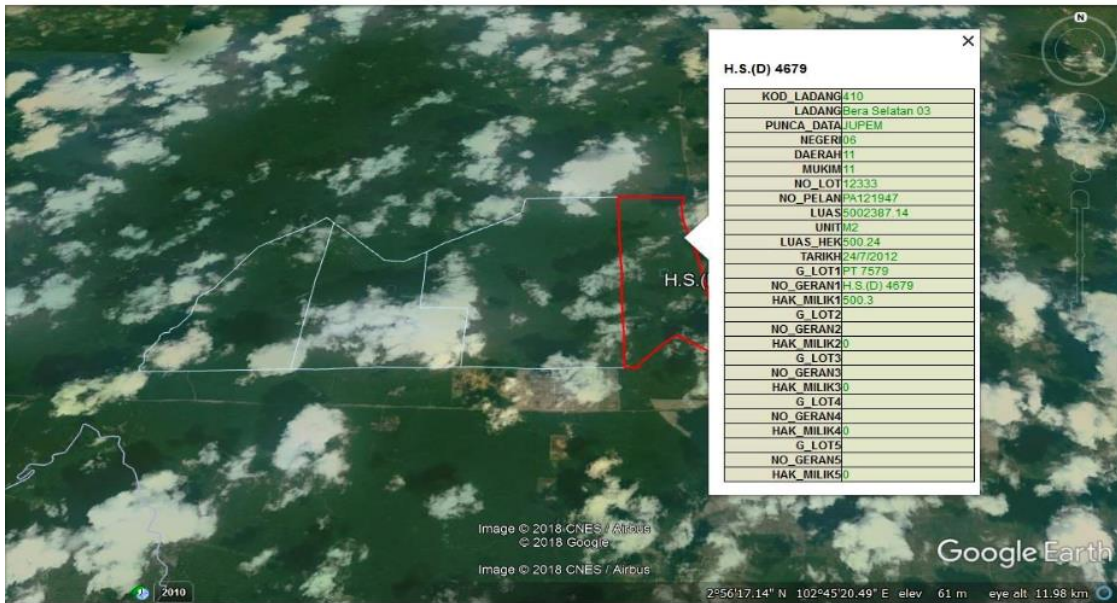 N
H.S.(D) 4679
KOD_LADANG 410
LADANG Bera Selatan 03
PUNCA_DATA JUPEM
NEGERI 06
DAERAH 11
MUKIM 11
NO_LOT 12333
NO_PELAN PA121947
LUAS 5002387.14
UNIT M2
LUAS_HEK 500.24
TARIKH 24/7/2012
G_LOT1 PT 7579
NO_GERAN1 H.S.(D) 4679
HAK_MILIK1 500.3
G_LOT2
NO_GERAN2
HAK_MILIK2 0
G_LOT3
NO_GERAN3
HAK_MILIK3 0
G_LOT4
NO_GERAN4
HAK_MILIK4 0
G_LOT5
NO_GERAN5
HAK_MILIK5 0
H.S.(
Image © 2018 CNES / Airbus
© 2018 Google
Image © 2018 CNES / Airbus
Google Earth
2010
2°56'17.14" N 102°45'20.49" E elev 61 m eye alt 11.98 km